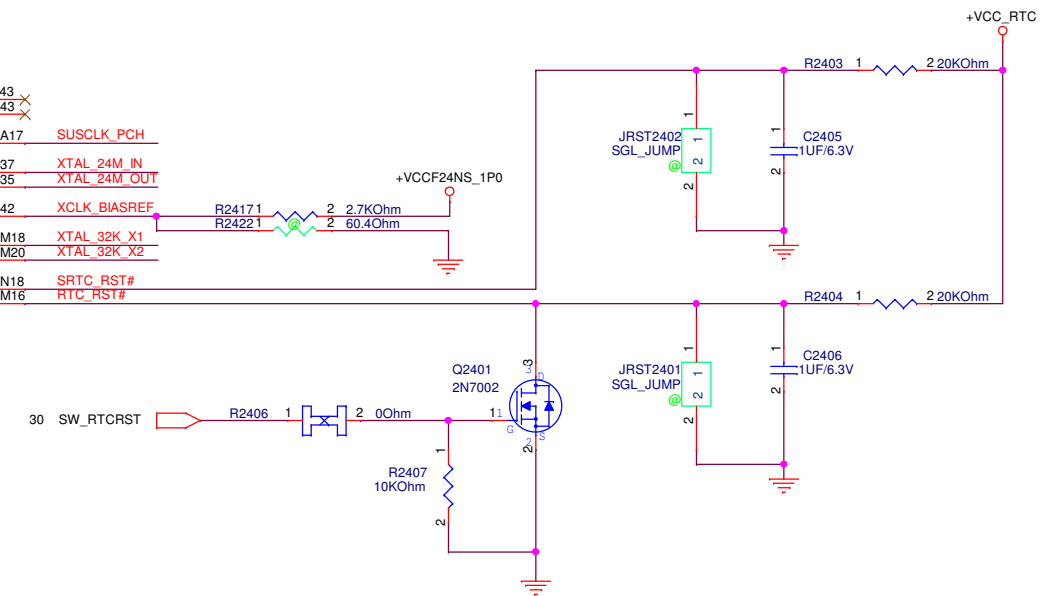 +VCC_RTC
R2403 1 2 20KOhm
43
43
A17 SUSCLK_PCH
1
JRST2402
SGL_JUMP
@
1
2
2
1
C2405
1UF/6.3V
2
37 XTAL_24M_IN
35 XTAL_24M_OUT
+VCCF24NS_1P0
42 XCLK_BIASREF
R2417 1 2 2.7KOhm
R2422 1 @ 2 60.4Ohm
M18 XTAL_32K_X1
M20 XTAL_32K_X2
N18 SRTC_RST#
M16 RTC_RST#
R2404 1 2 20KOhm
1
JRST2401
SGL_JUMP
@
1
2
2
1
C2406
1UF/6.3V
2
Q2401
2N7002
3
3
D
1
1
G
2
2
S
30 SW_RTCRST
R2406 1 2 0Ohm
1
R2407
10KOhm
2